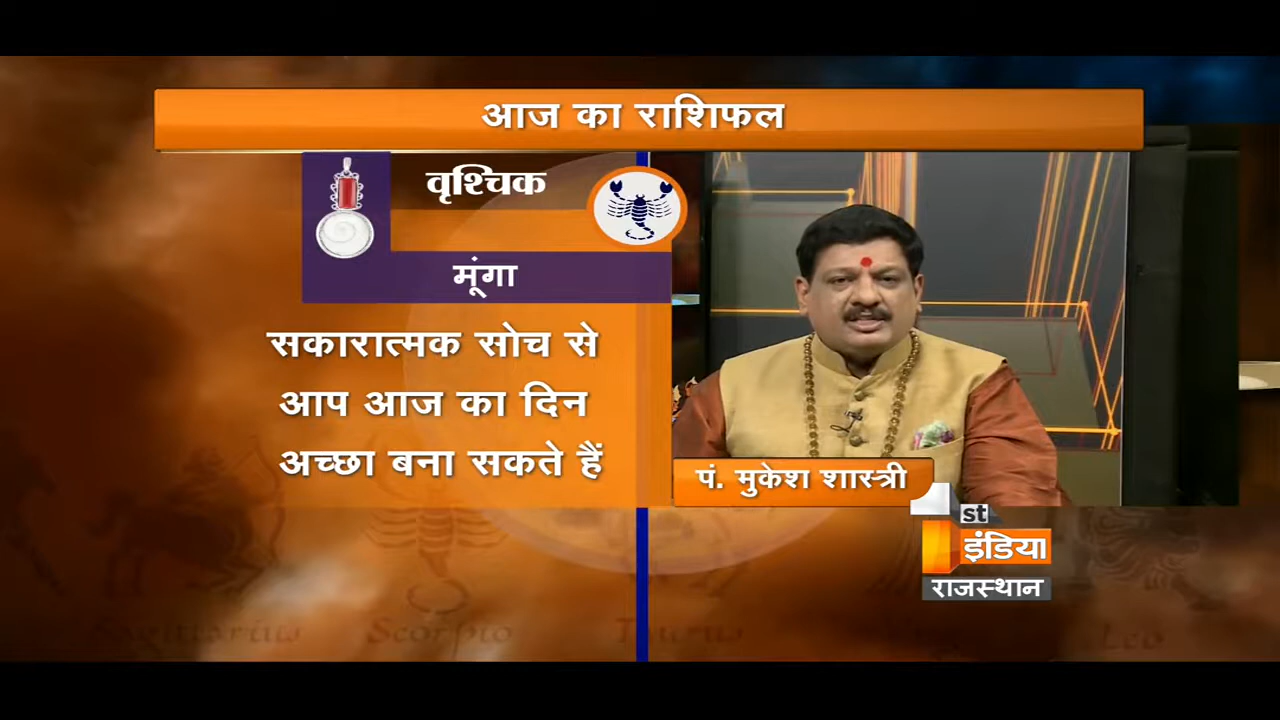 आज का राशिफल
वृश्चिक
मूंगा
सकारात्मक सोच से
आप आज का दिन
अच्छा बना सकते हैं
पं. मुकेश शास्त्री
1st
इंडिया
राजस्थान
Sagittarius Scorpio Taurus Leo